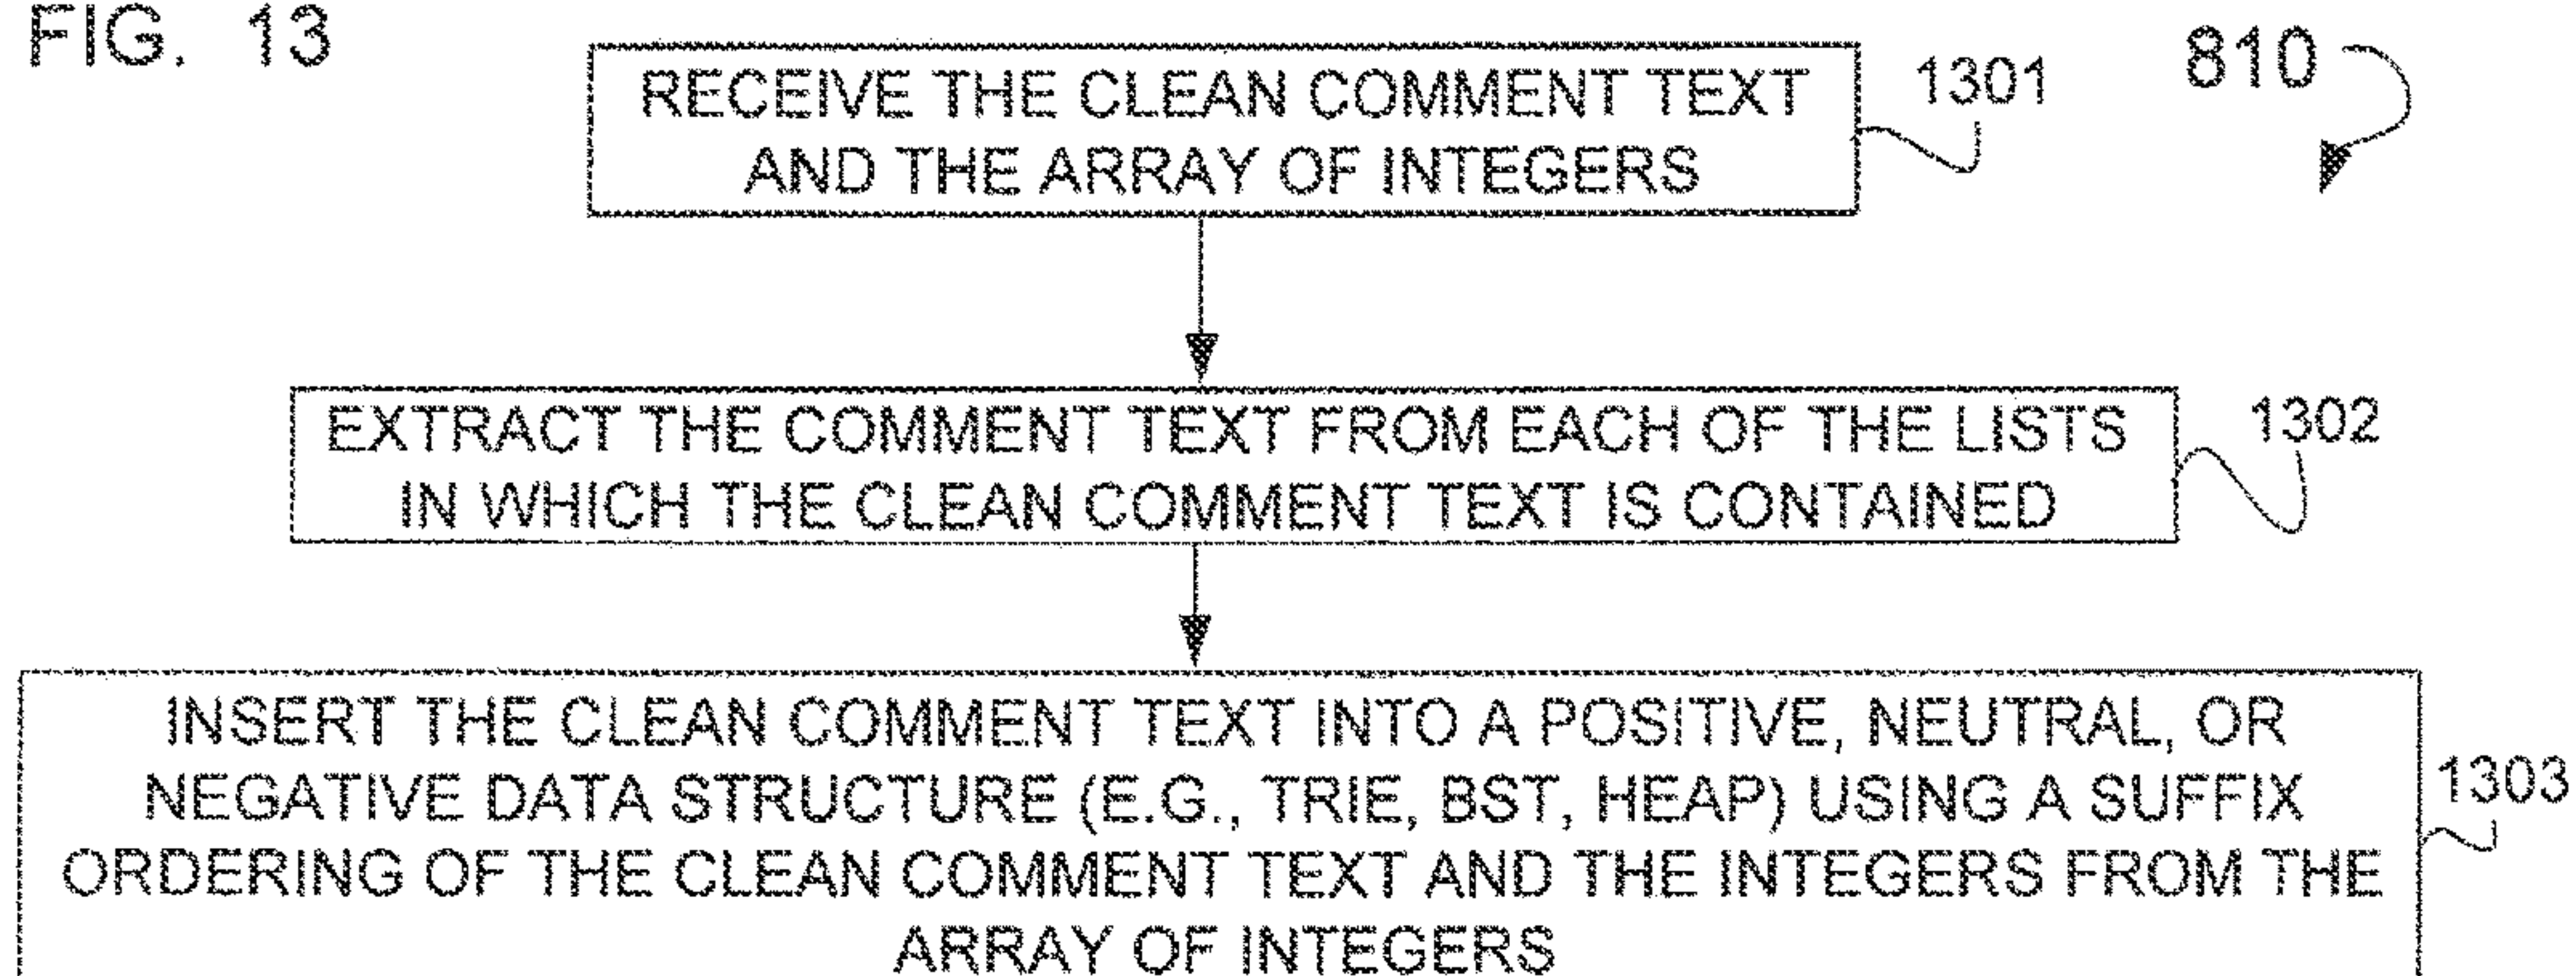 FIG. 13
810
RECEIVE THE CLEAN COMMENT TEXT
AND THE ARRAY OF INTEGERS
1301
EXTRACT THE COMMENT TEXT FROM EACH OF THE LISTS
IN WHICH THE CLEAN COMMENT TEXT IS CONTAINED
1302
INSERT THE CLEAN COMMENT TEXT INTO A POSITIVE, NEUTRAL, OR
NEGATIVE DATA STRUCTURE (E.G., TRIE, BST, HEAP) USING A SUFFIX
ORDERING OF THE CLEAN COMMENT TEXT AND THE INTEGERS FROM THE
ARRAY OF INTEGERS
1303